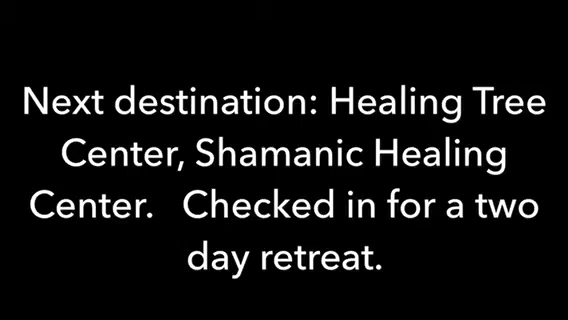 Next destination: Healing Tree
Center, Shamanic Healing
Center.   Checked in for a two
day retreat.